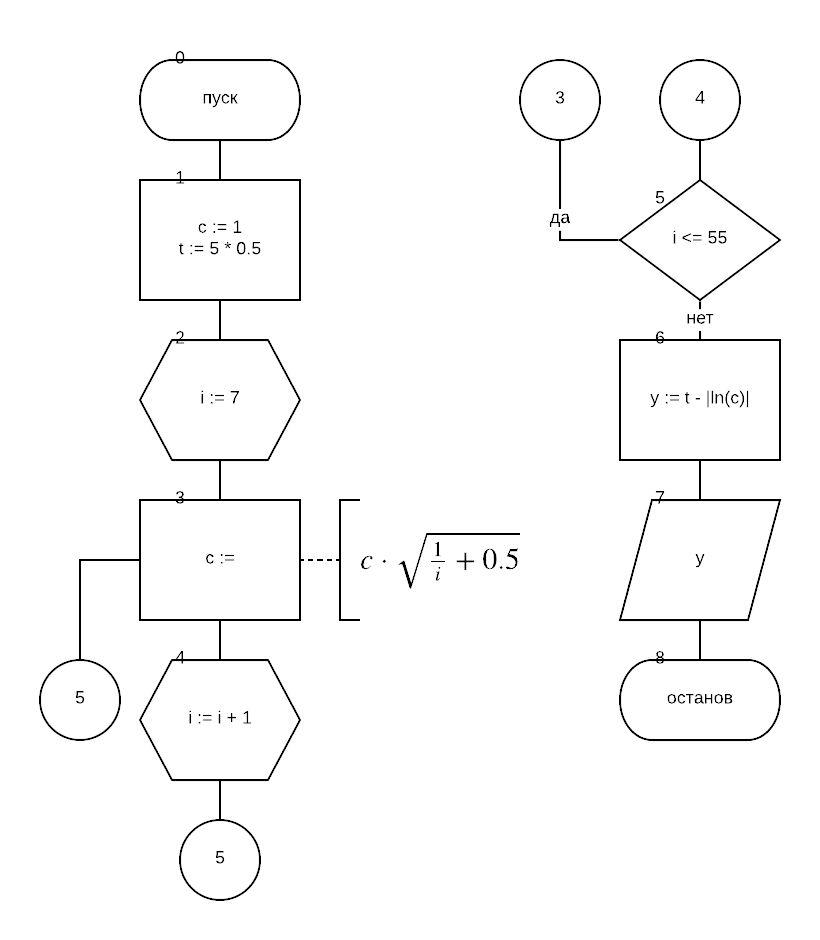 0
пуск
1
c := 1
t := 5 * 0.5
2
i := 7
3
c :=
c · √(1/i + 0.5)
5
4
i := i + 1
5
3
4
да
5
i <= 55
нет
6
y := t - |ln(c)|
7
y
8
останов